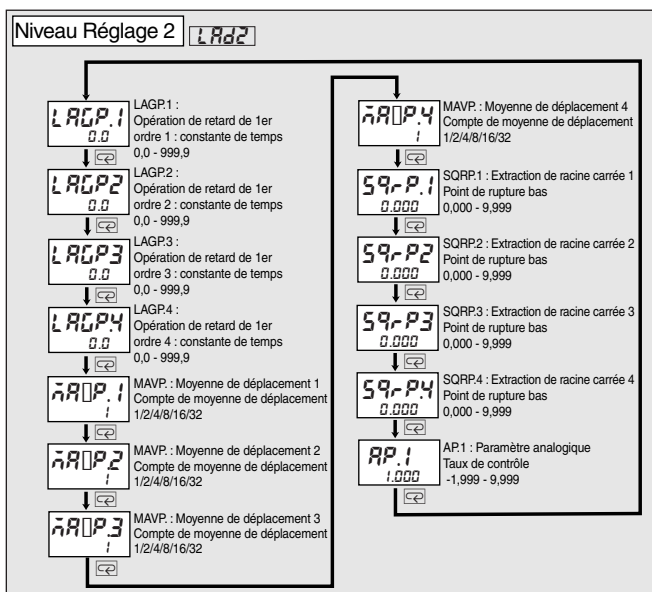 Niveau Réglage 2 LAd2
LAGP.1
0.0
LAGP.1 :
Opération de retard de 1er
ordre 1 : constante de temps
0,0 - 999,9
LAGP.2
0.0
LAGP.2 :
Opération de retard de 1er
ordre 2 : constante de temps
0,0 - 999,9
LAGP.3
0.0
LAGP.3 :
Opération de retard de 1er
ordre 3 : constante de temps
0,0 - 999,9
LAGP.4
0.0
LAGP.4 :
Opération de retard de 1er
ordre 4 : constante de temps
0,0 - 999,9
MAVP.1
1
MAVP. : Moyenne de déplacement 1
Compte de moyenne de déplacement
1/2/4/8/16/32
MAVP.2
1
MAVP. : Moyenne de déplacement 2
Compte de moyenne de déplacement
1/2/4/8/16/32
MAVP.3
1
MAVP. : Moyenne de déplacement 3
Compte de moyenne de déplacement
1/2/4/8/16/32
MAVP.4
1
MAVP. : Moyenne de déplacement 4
Compte de moyenne de déplacement
1/2/4/8/16/32
SQrP.1
0.000
SQRP.1 : Extraction de racine carrée 1
Point de rupture bas
0,000 - 9,999
SQrP.2
0.000
SQRP.2 : Extraction de racine carrée 2
Point de rupture bas
0,000 - 9,999
SQrP.3
0.000
SQRP.3 : Extraction de racine carrée 3
Point de rupture bas
0,000 - 9,999
SQrP.4
0.000
SQRP.4 : Extraction de racine carrée 4
Point de rupture bas
0,000 - 9,999
AP.1
1.000
AP.1 : Paramètre analogique
Taux de contrôle
-1,999 - 9,999